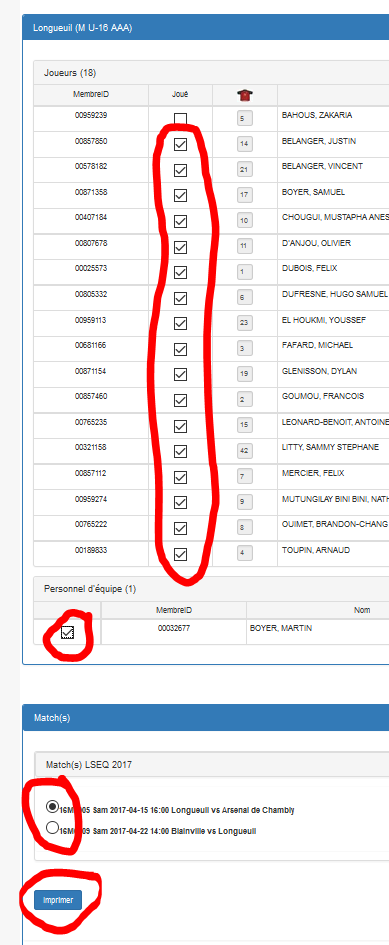 Longueuil (M U-16 AAA)
Joueurs (18)
MembreID Joué
00959239 5 BAHOUS, ZAKARIA
00857850 14 BELANGER, JUSTIN
00578182 21 BELANGER, VINCENT
00871358 17 BOYER, SAMUEL
00407184 10 CHOUGUI, MUSTAPHA ANES
00807678 11 D'ANJOU, OLIVIER
00025573 1 DUBOIS, FELIX
00805332 6 DUFRESNE, HUGO SAMUEL
00959113 23 EL HOUKMI, YOUSSEF
00681166 3 FAFARD, MICHAEL
00871154 19 GLENISSON, DYLAN
00857460 2 GOUMOU, FRANCOIS
00765235 15 LEONARD-BENOIT, ANTOINE
00321158 42 LITTY, SAMMY STEPHANE
00857112 7 MERCIER, FELIX
00959274 9 MUTUNGILAY BINI BINI, NATH
00765222 8 OUIMET, BRANDON-CHANG
00189833 4 TOUPIN, ARNAUD
Personnel d'équipe (1)
MembreID Nom
00032677 BOYER, MARTIN
Match(s)
Match(s) LSEQ 2017
Sam 2017-04-15 16:00 Longueuil vs Arsenal de Chambly
Sam 2017-04-22 14:00 Blainville vs Longueuil
Imprimer